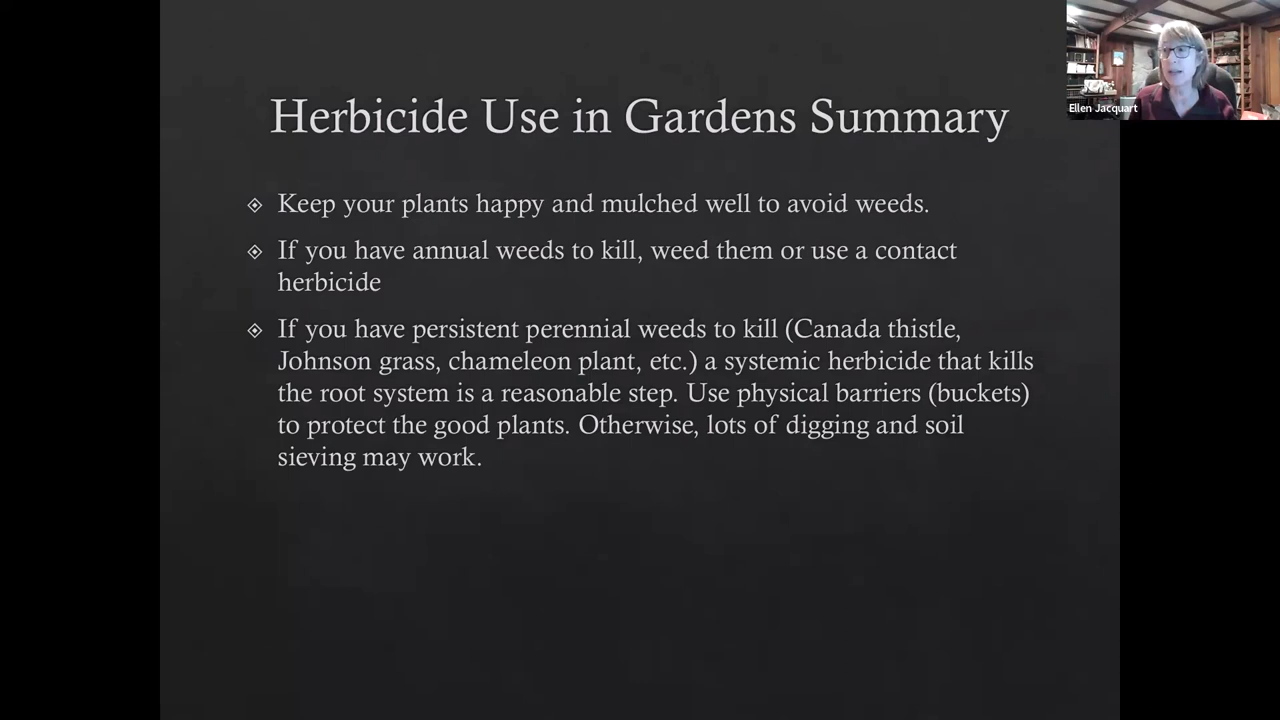 Ellen Jacquart
Herbicide Use in Gardens Summary
Keep your plants happy and mulched well to avoid weeds.
If you have annual weeds to kill, weed them or use a contact
herbicide
If you have persistent perennial weeds to kill (Canada thistle,
Johnson grass, chameleon plant, etc.) a systemic herbicide that kills
the root system is a reasonable step. Use physical barriers (buckets)
to protect the good plants. Otherwise, lots of digging and soil
sieving may work.